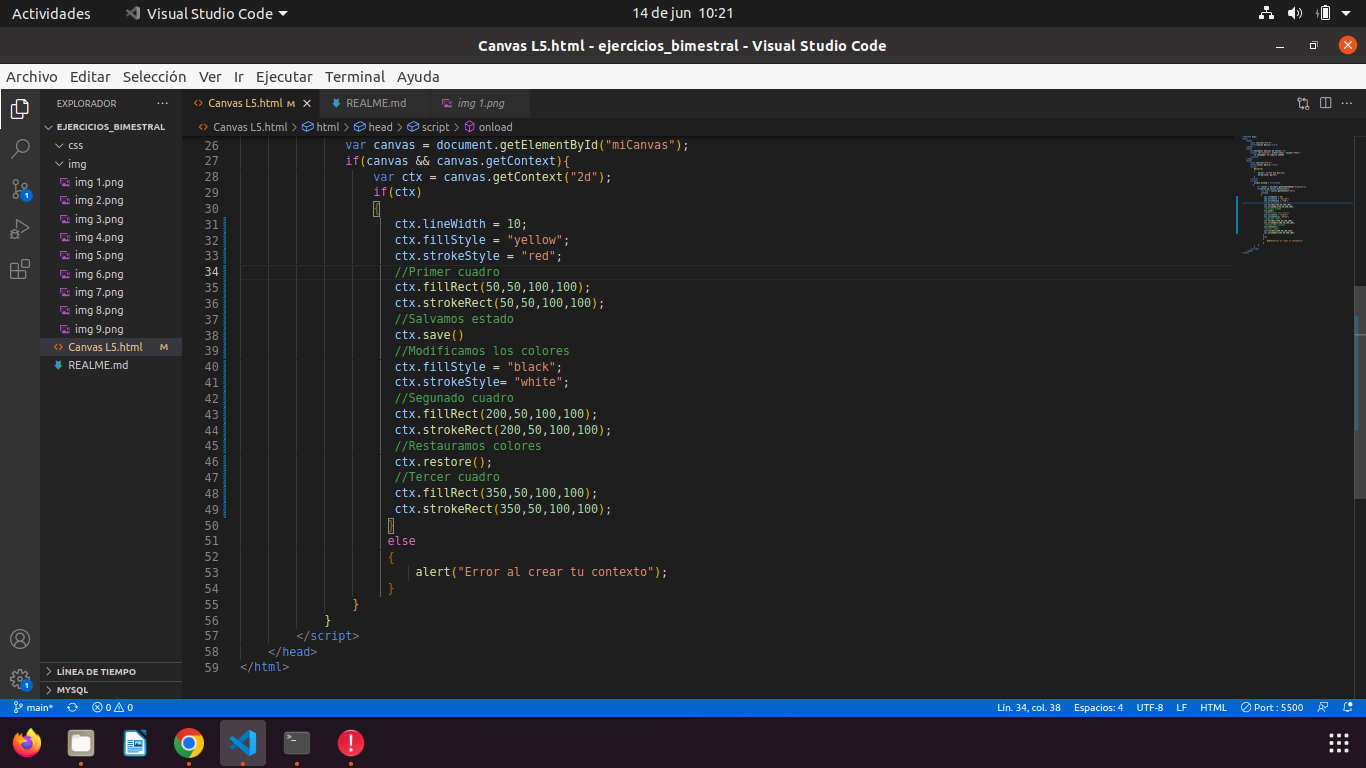 Actividades
Visual Studio Code
14 de jun 10:21
Canvas L5.html - ejercicios_bimestral - Visual Studio Code
Archivo Editar Selección Ver Ir Ejecutar Terminal Ayuda
EXPLORADOR
EJERCICIOS_BIMESTRAL
css
img
img 1.png
img 2.png
img 3.png
img 4.png
img 5.png
img 6.png
img 7.png
img 8.png
img 9.png
Canvas L5.html M
REALME.md
LÍNEA DE TIEMPO
MYSQL
1
1
Canvas L5.html M
REALME.md
img 1.png
Canvas L5.html > html > head > script > onload
26 var canvas = document.getElementById("miCanvas");
27 if(canvas && canvas.getContext){
28 var ctx = canvas.getContext("2d");
29 if(ctx)
30 {
31 ctx.lineWidth = 10;
32 ctx.fillStyle = "yellow";
33 ctx.strokeStyle = "red";
34 //Primer cuadro
35 ctx.fillRect(50,50,100,100);
36 ctx.strokeRect(50,50,100,100);
37 //Salvamos estado
38 ctx.save()
39 //Modificamos los colores
40 ctx.fillStyle = "black";
41 ctx.strokeStyle= "white";
42 //Segunado cuadro
43 ctx.fillRect(200,50,100,100);
44 ctx.strokeRect(200,50,100,100);
45 //Restauramos colores
46 ctx.restore();
47 //Tercer cuadro
48 ctx.fillRect(350,50,100,100);
49 ctx.strokeRect(350,50,100,100);
50 }
51 else
52 {
53 alert("Error al crear tu contexto");
54 }
55 }
56 }
57 </script>
58 </head>
59 </html>
main*
0 0
Lín. 34, col. 38
Espacios: 4
UTF-8
LF
HTML
Port : 5500